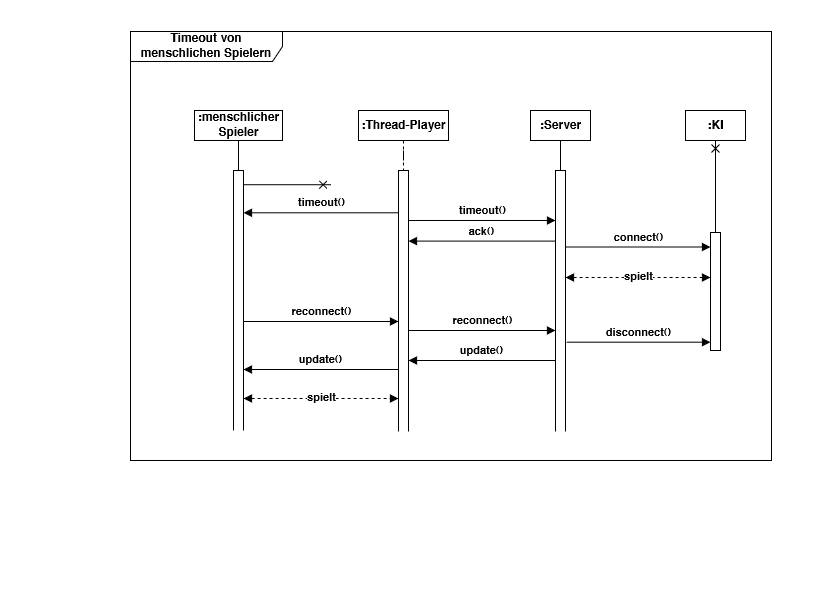 Timeout von
menschlichen Spielern
:menschlicher
Spieler
:Thread-Player
:Server
:KI
timeout()
timeout()
ack()
connect()
spielt
reconnect()
reconnect()
disconnect()
update()
update()
spielt